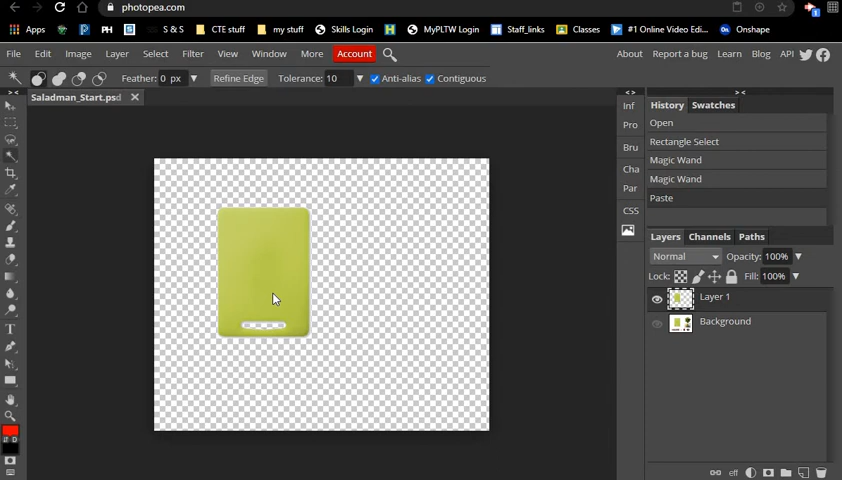 photopea.com
Apps S & S CTE stuff my stuff Skills Login H MyPLTW Login Staff_links Classes #1 Online Video Edi... On Onshape
File Edit Image Layer Select Filter View Window More Account About Report a bug Learn Blog API
Feather: 0 px Refine Edge Tolerance: 10 Anti-alias Contiguous
Saladman_Start.psd
History Swatches
Inf
Open
Pro
Rectangle Select
Bru
Magic Wand
Cha
Magic Wand
Par
Paste
CSS
Layers Channels Paths
Normal Opacity: 100%
Lock: Fill: 100%
Layer 1
Background
D
eff